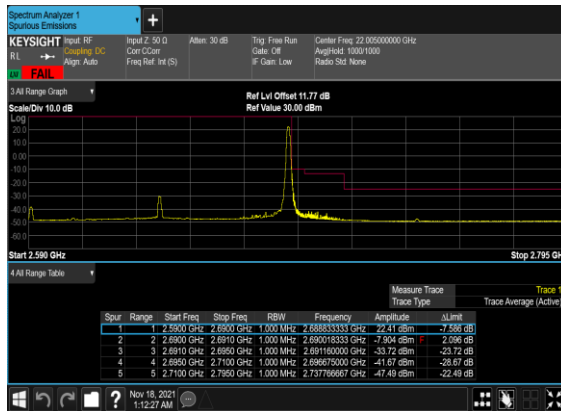 Spectrum Analyzer 1
Spurious Emissions
KEYSIGHT Input: RF Input Z: 50 Ω Atten: 30 dB Trig: Free Run Center Freq: 22.005000000 GHz
RL Coupling: DC Corr CCorr Gate: Off Avg|Hold: 1000/1000
Align: Auto Freq Ref: Int (S) IF Gain: Low Radio Std: None
FAIL
3 All Range Graph
Ref Lvl Offset 11.77 dB
Scale/Div 10.0 dB Ref Value 30.00 dBm
Log
20.0
10.0
0.00
-10.0
-20.0
-30.0
-40.0
-50.0
-60.0
Start 2.590 GHz Stop 2.795 GH
4 All Range Table
Measure Trace Trace 1
Trace Type Trace Average (Active)
Spur Range Start Freq Stop Freq RBW Frequency Amplitude ΔLimit
1 1 2.5900 GHz 2.6900 GHz 1.000 MHz 2.688833333 GHz 22.41 dBm -7.586 dB
2 2 2.6900 GHz 2.6910 GHz 1.000 MHz 2.690018333 GHz -7.904 dBm F 2.096 dB
3 3 2.6910 GHz 2.6950 GHz 1.000 MHz 2.691160000 GHz -33.72 dBm -23.72 dB
4 4 2.6950 GHz 2.7100 GHz 1.000 MHz 2.696675000 GHz -41.67 dBm -28.67 dB
5 5 2.7100 GHz 2.7950 GHz 1.000 MHz 2.737766667 GHz -47.49 dBm -22.49 dB
Nov 18, 2021
1:12:27 AM